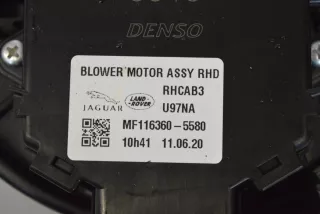 DENSO
BLOWER MOTOR ASSY RHD
RHCAB3
JAGUAR LAND-ROVER U97NA
MF116360-5580
10h41 11.06.20